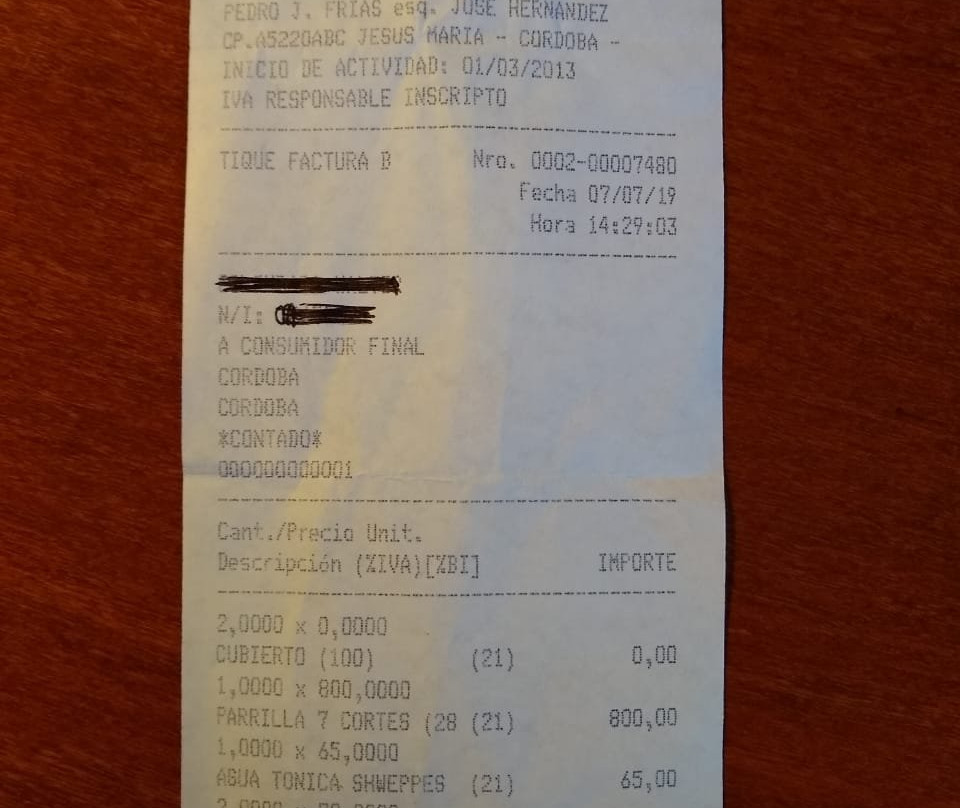 PEDRO J. FRIAS esq. JOSE HERNANDEZ
CP.A5220ABC JESUS MARIA - CORDOBA -
INICIO DE ACTIVIDAD: 01/03/2013
IVA RESPONSABLE INSCRIPTO
TIQUE FACTURA B Nro. 0002-00007480
Fecha 07/07/19
Hora 14:29:03
N/I:
A CONSUMIDOR FINAL
CORDOBA
CORDOBA
*CONTADO*
000000000001
Cant./Precio Unit.
Descripción (%IVA)[%BI] IMPORTE
2,0000 x 0,0000
CUBIERTO (100) (21) 0,00
1,0000 x 800,0000
PARRILLA 7 CORTES (28 (21) 800,00
1,0000 x 65,0000
AGUA TONICA SHWEPPES (21) 65,00